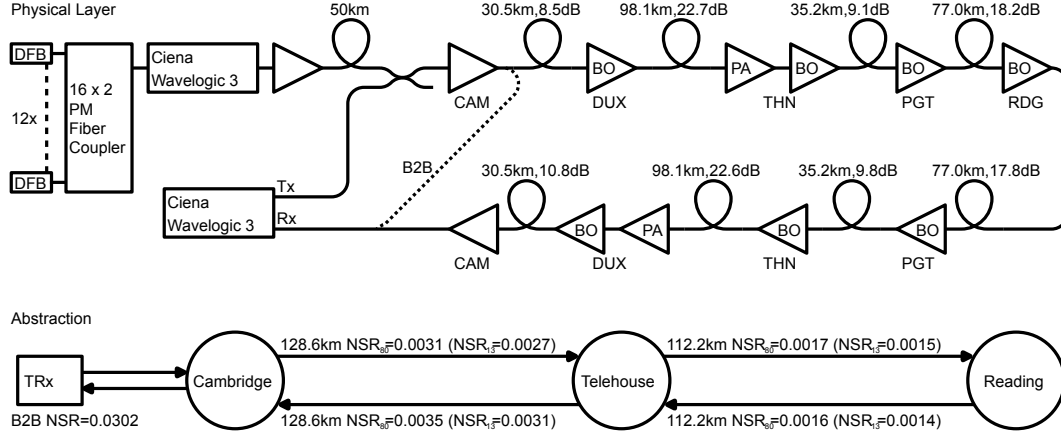 Physical Layer
50km
30.5km,8.5dB
98.1km,22.7dB
35.2km,9.1dB
77.0km,18.2dB
DFB
12x
DFB
16 x 2
PM
Fiber
Coupler
Ciena
Wavelogic 3
CAM
BO
DUX
PA
BO
THN
BO
PGT
BO
RDG
B2B
Ciena
Wavelogic 3
Tx
Rx
30.5km,10.8dB
98.1km,22.6dB
35.2km,9.8dB
77.0km,17.8dB
CAM
BO
PA
DUX
BO
THN
BO
PGT
Abstraction
TRx
B2B NSR=0.0302
Cambridge
128.6km NSR80=0.0031 (NSR13=0.0027)
128.6km NSR80=0.0035 (NSR13=0.0031)
Telehouse
112.2km NSR80=0.0017 (NSR13=0.0015)
112.2km NSR80=0.0016 (NSR13=0.0014)
Reading